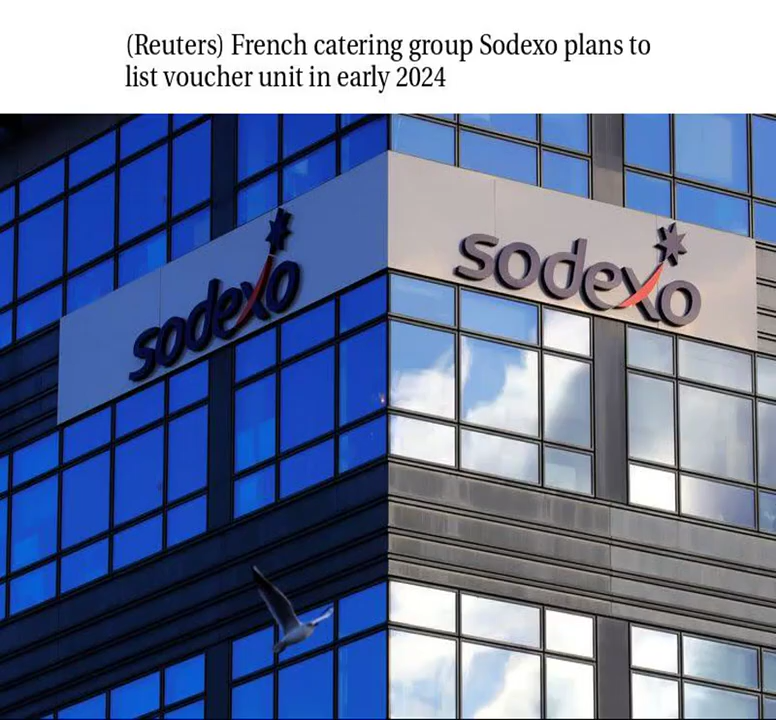 (Reuters) French catering group Sodexo plans to
list voucher unit in early 2024
sodexo
sodexo